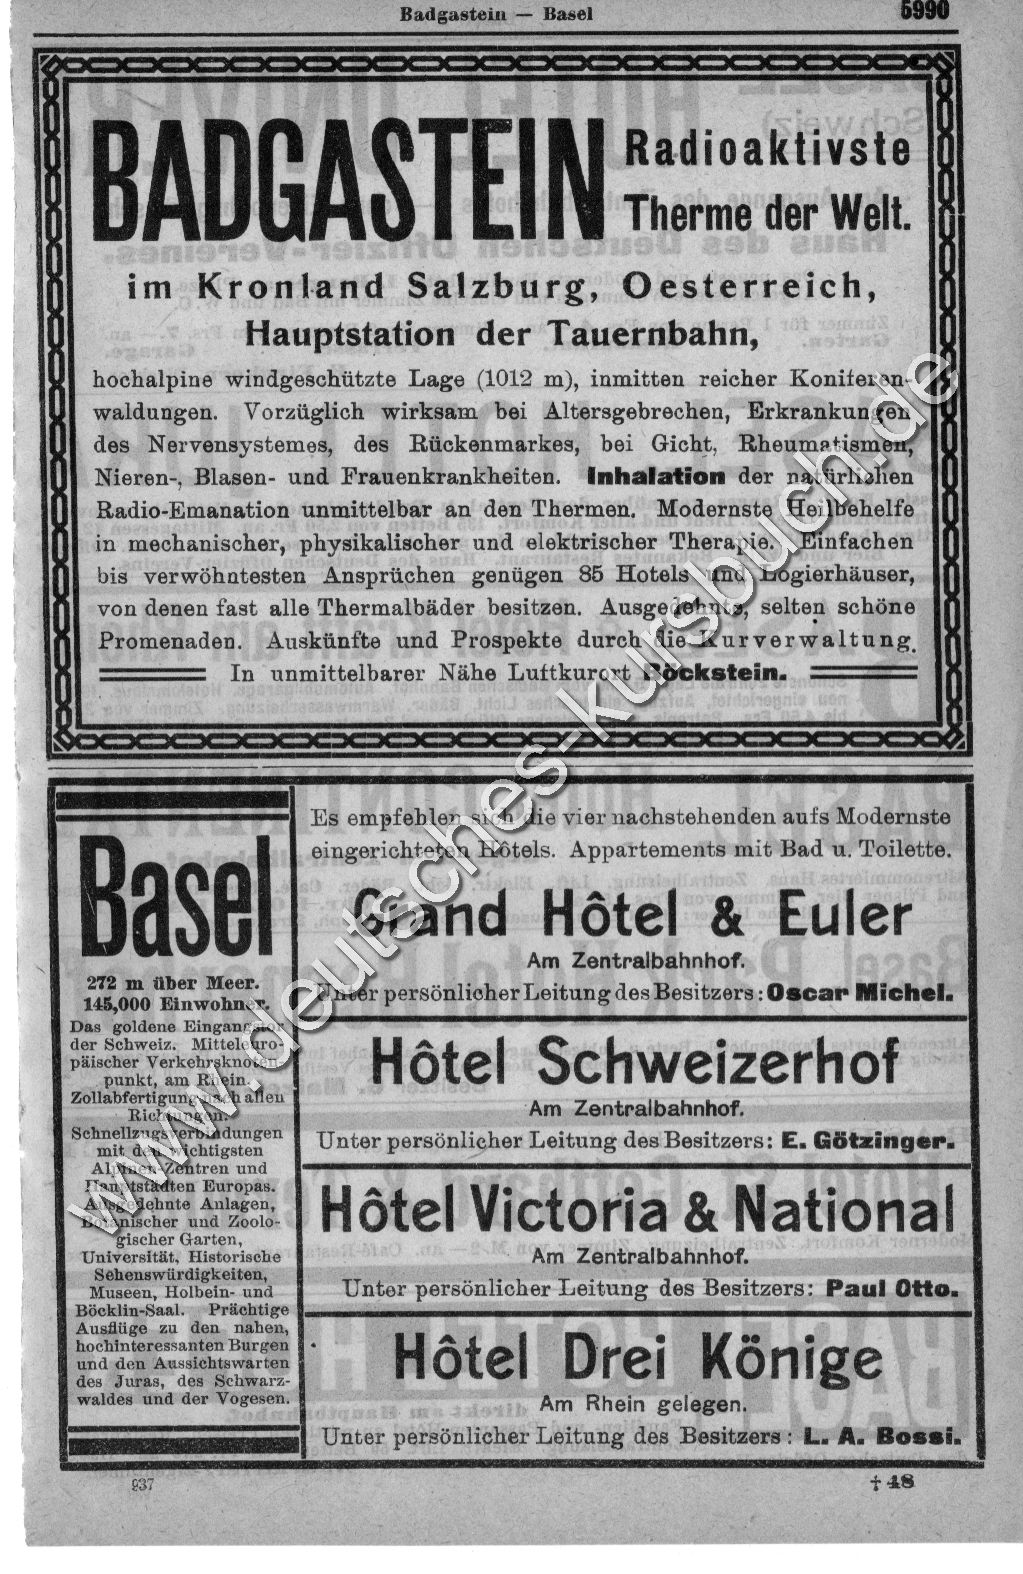 Badgastein — Basel
5990
BADGASTEIN Radioaktivste
Therme der Welt.
im Kronland Salzburg, Oesterreich,
Hauptstation der Tauernbahn,
hochalpine windgeschützte Lage (1012 m), inmitten reicher Koniferen-
waldungen. Vorzüglich wirksam bei Altersgebrechen, Erkrankungen
des Nervensystemes, des Rückenmarkes, bei Gicht, Rheumatismen,
Nieren-, Blasen- und Frauenkrankheiten. Inhalation der natürlichen
Radio-Emanation unmittelbar an den Thermen. Modernste Heilbehelfe
in mechanischer, physikalischer und elektrischer Therapie. Einfachen
bis verwöhntesten Ansprüchen genügen 85 Hotels und Logierhäuser,
von denen fast alle Thermalbäder besitzen. Ausgedehnte, selten schöne
Promenaden. Auskünfte und Prospekte durch die Kurverwaltung.
In unmittelbarer Nähe Luftkurort Böckstein.
Basel
272 m über Meer.
145,000 Einwohner.
Das goldene Eingangstor
der Schweiz. Mitteleuro-
päischer Verkehrsknoten-
punkt, am Rhein.
Zollabfertigung nach allen
Richtungen.
Schnellzugsverbindungen
mit den wichtigsten
Alpinen-Zentren und
Hauptstädten Europas.
Ausgedehnte Anlagen,
Botanischer und Zoolo-
gischer Garten,
Universität, Historische
Sehenswürdigkeiten,
Museen, Holbein- und
Böcklin-Saal. Prächtige
Ausflüge zu den nahen,
hochinteressanten Burgen
und den Aussichtswarten
des Juras, des Schwarz-
waldes und der Vogesen.
Es empfehlen sich die vier nachstehenden aufs Modernste
eingerichteten Hôtels. Appartements mit Bad u. Toilette.
Grand Hôtel & Euler
Am Zentralbahnhof.
Unter persönlicher Leitung des Besitzers: Oscar Michel.
Hôtel Schweizerhof
Am Zentralbahnhof.
Unter persönlicher Leitung des Besitzers: E. Götzinger.
Hôtel Victoria & National
Am Zentralbahnhof.
Unter persönlicher Leitung des Besitzers: Paul Otto.
Hôtel Drei Könige
Am Rhein gelegen.
Unter persönlicher Leitung des Besitzers: L. A. Bossi.
937
† 48
www.deutsches-kursbuch.de